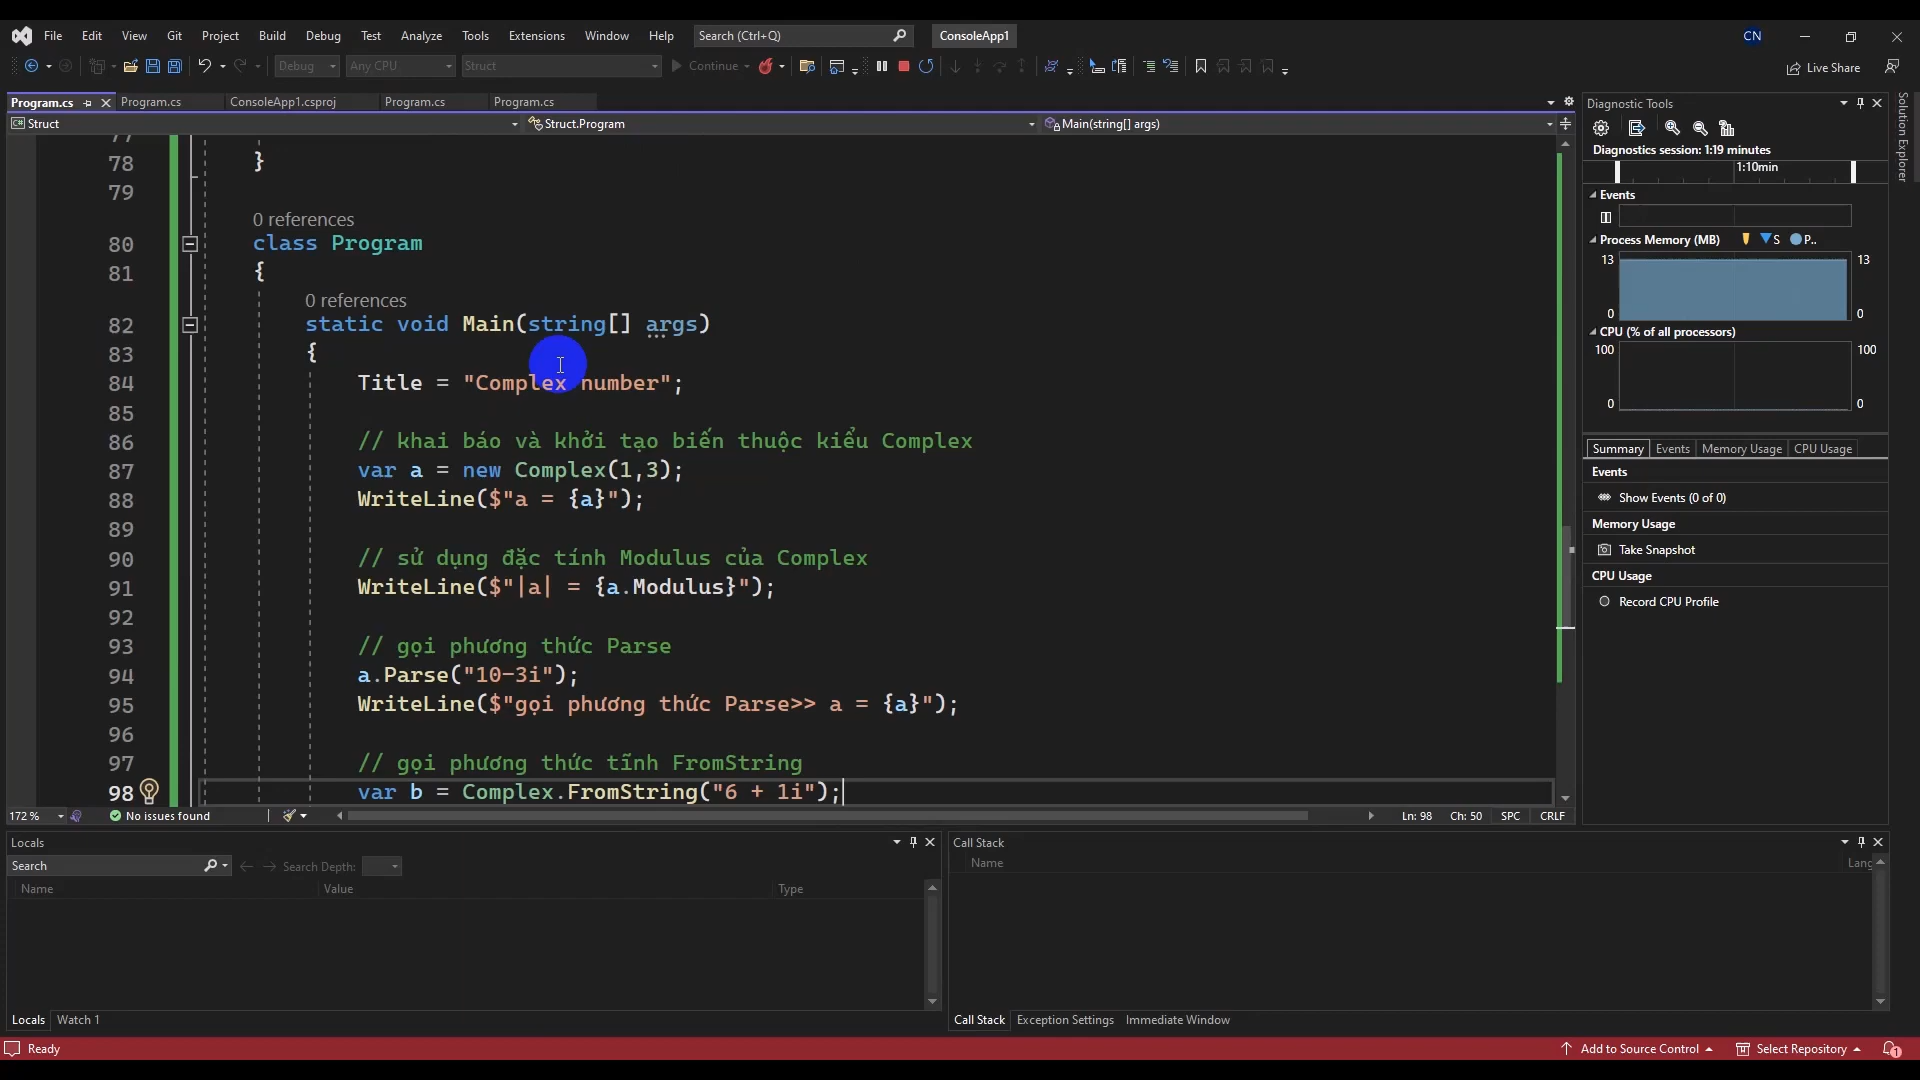 File Edit View Git Project Build Debug Test Analyze Tools Extensions Window Help Search (Ctrl+Q) ConsoleApp1 CN
Debug Any CPU Struct Continue Live Share
Program.cs Program.cs ConsoleApp1.csproj Program.cs Program.cs
Struct Struct.Program Main(string[] args)
77
78 }
79
0 references
80 class Program
81 {
0 references
82 static void Main(string[] args)
83 {
84 Title = "Complex number";
85
86 // khai báo và khởi tạo biến thuộc kiểu Complex
87 var a = new Complex(1,3);
88 WriteLine($"a = {a}");
89
90 // sử dụng đặc tính Modulus của Complex
91 WriteLine($"|a| = {a.Modulus}");
92
93 // gọi phương thức Parse
94 a.Parse("10-3i");
95 WriteLine($"gọi phương thức Parse>> a = {a}");
96
97 // gọi phương thức tĩnh FromString
98 var b = Complex.FromString("6 + 1i");
172 % No issues found Ln: 98 Ch: 50 SPC CRLF
Diagnostic Tools
Diagnostics session: 1:19 minutes
1:10min
Events
Process Memory (MB) S P..
13 13
0 0
CPU (% of all processors)
100 100
0 0
Summary Events Memory Usage CPU Usage
Events
Show Events (0 of 0)
Memory Usage
Take Snapshot
CPU Usage
Record CPU Profile
Solution Explorer
Locals
Search Search Depth:
Name Value Type
Locals Watch 1
Call Stack
Name Lang
Call Stack Exception Settings Immediate Window
Ready Add to Source Control Select Repository 1